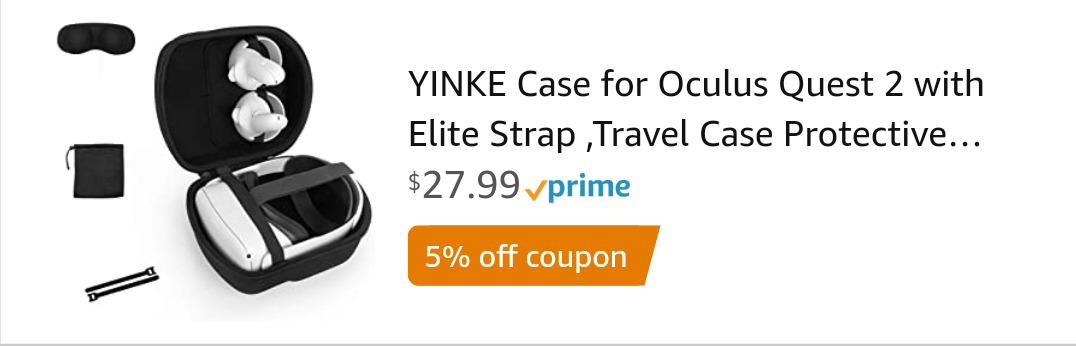 YINKE Case for Oculus Quest 2 with
Elite Strap ,Travel Case Protective...
$27.99 prime
5% off coupon